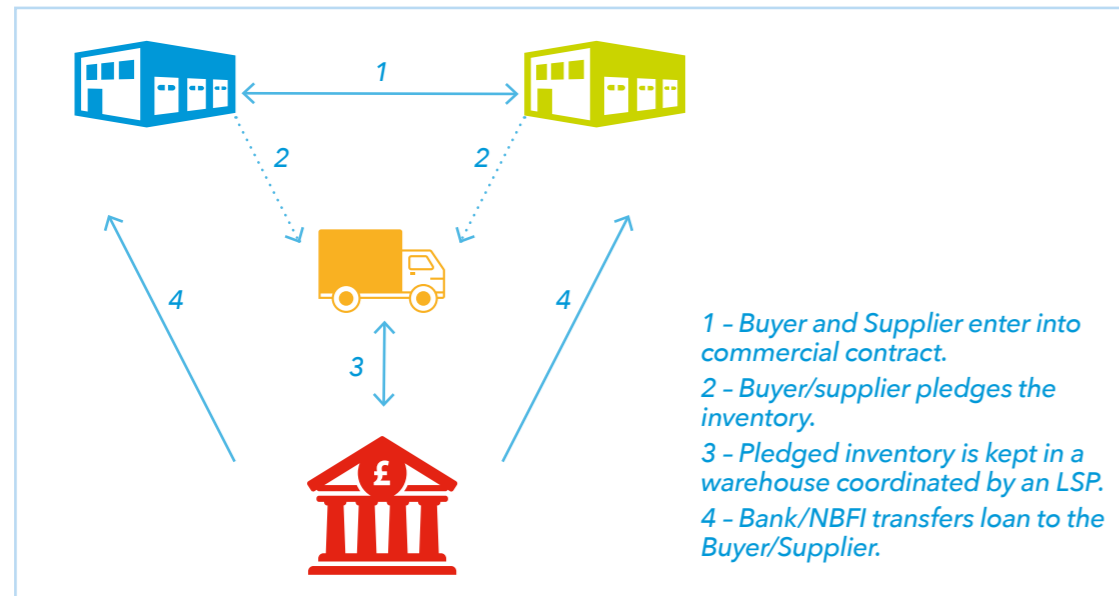 1
2
2
4
4
3
£
1 – Buyer and Supplier enter into
commercial contract.
2 – Buyer/supplier pledges the
inventory.
3 – Pledged inventory is kept in a
warehouse coordinated by an LSP.
4 – Bank/NBFI transfers loan to the
Buyer/Supplier.